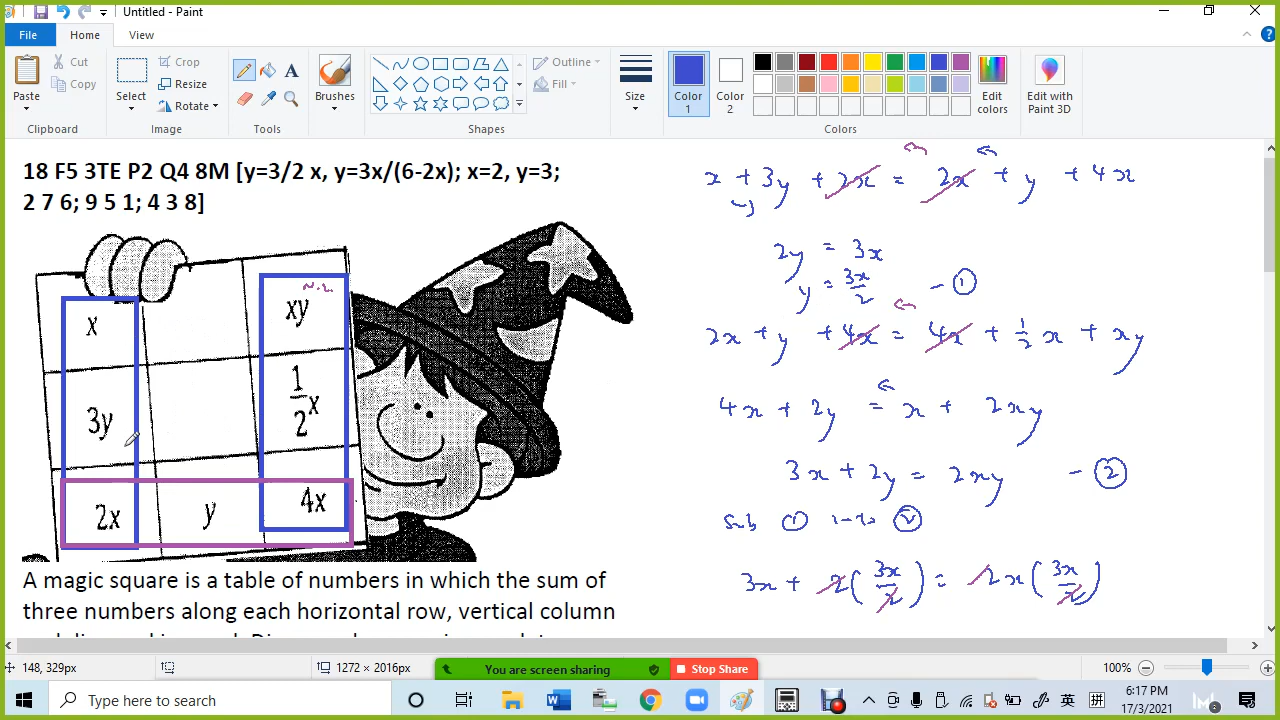 Untitled - Paint
File Home View
Paste Cut Copy Clipboard
Select Crop Resize Rotate Image
Tools
Brushes
Outline Fill Shapes
Size
Color 1 Color 2 Edit colors Colors
Edit with Paint 3D
18 F5 3TE P2 Q4 8M [y=3/2 x, y=3x/(6-2x); x=2, y=3;
2 7 6; 9 5 1; 4 3 8]
x xy
3y 1/2 x
2x y 4x
x + 3y + 2x = 2x + y + 4x
2y = 3x
y = 3x/2 - ①
2x + y + 4x = 4x + 1/2 x + xy
4x + 2y = x + 2xy
3x + 2y = 2xy - ②
sub ① into ②
3x + 2(3x/2) = 2x(3x/2)
A magic square is a table of numbers in which the sum of
three numbers along each horizontal row, vertical column
148, 329px 1272 × 2016px 100%
You are screen sharing Stop Share
Type here to search
英 拼 6:17 PM
17/3/2021